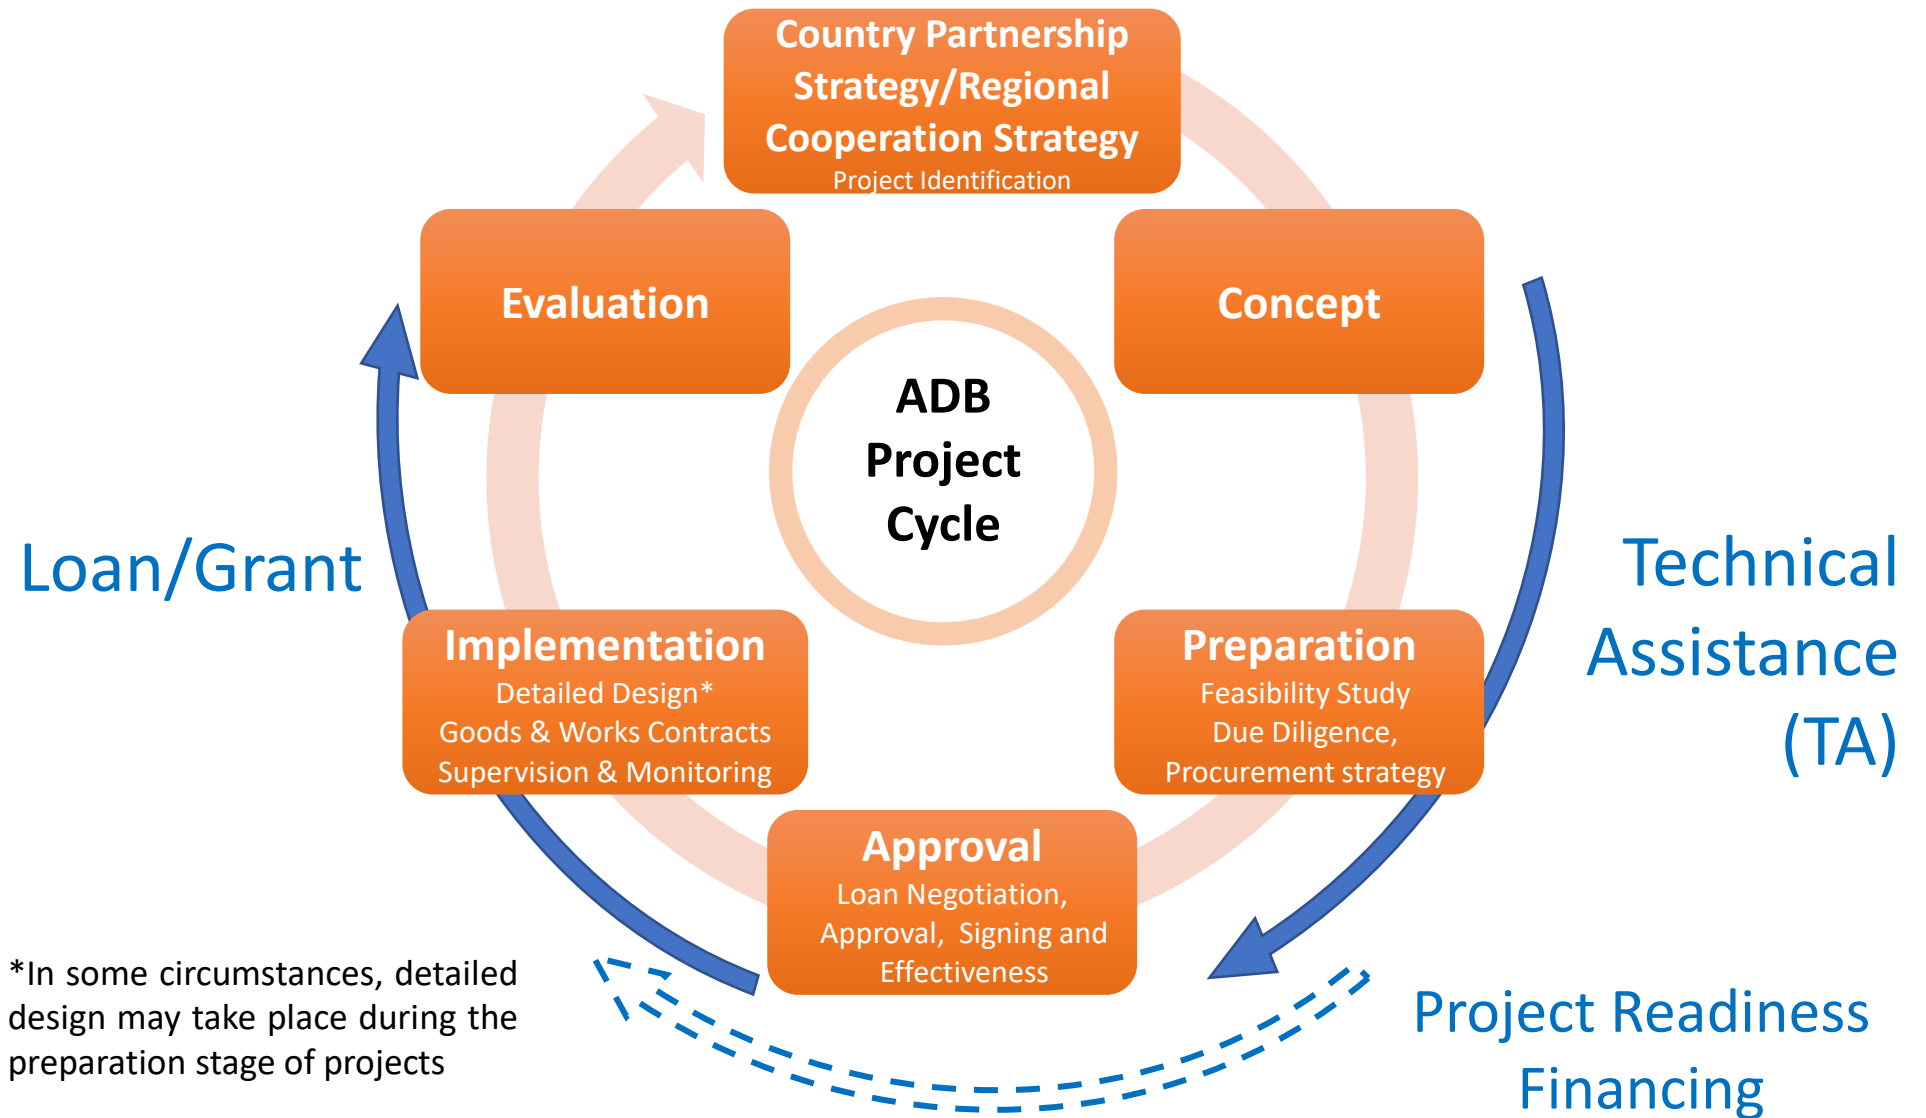 Country Partnership
Strategy/Regional
Cooperation Strategy
Project Identification
Evaluation
Concept
ADB
Project
Cycle
Loan/Grant
Technical
Assistance
(TA)
Implementation
Detailed Design*
Goods & Works Contracts
Supervision & Monitoring
Preparation
Feasibility Study
Due Diligence,
Procurement strategy
Approval
Loan Negotiation,
Approval, Signing and
Effectiveness
*In some circumstances, detailed
design may take place during the
preparation stage of projects
Project Readiness
Financing